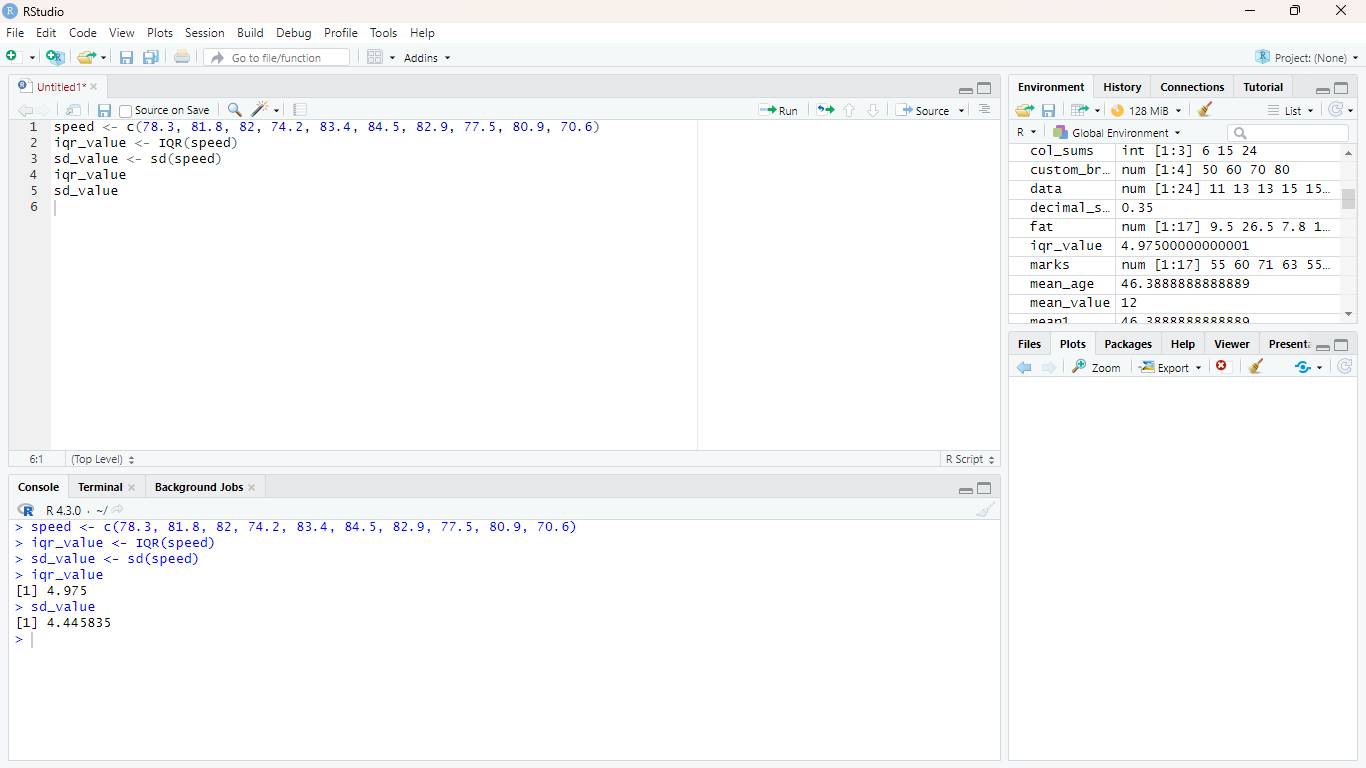 RStudio
File Edit Code View Plots Session Build Debug Profile Tools Help
Go to file/function Addins Project: (None)
Untitled1*
Source on Save Run Source
1 speed <- c(78.3, 81.8, 82, 74.2, 83.4, 84.5, 82.9, 77.5, 80.9, 70.6)
2 iqr_value <- IQR(speed)
3 sd_value <- sd(speed)
4 iqr_value
5 sd_value
6
6:1 (Top Level) R Script
Console Terminal Background Jobs
R 4.3.0 · ~/
> speed <- c(78.3, 81.8, 82, 74.2, 83.4, 84.5, 82.9, 77.5, 80.9, 70.6)
> iqr_value <- IQR(speed)
> sd_value <- sd(speed)
> iqr_value
[1] 4.975
> sd_value
[1] 4.445835
>
Environment History Connections Tutorial
128 MiB List
R Global Environment
col_sums int [1:3] 6 15 24
custom_br… num [1:4] 50 60 70 80
data num [1:24] 11 13 13 15 15…
decimal_s… 0.35
fat num [1:17] 9.5 26.5 7.8 1…
iqr_value 4.97500000000001
marks num [1:17] 55 60 71 63 55…
mean_age 46.3888888888889
mean_value 12
mean1 46.3888888888889
Files Plots Packages Help Viewer Present
Zoom Export